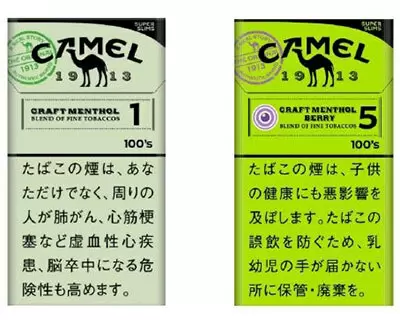 SUPER
SLIMS
CAMEL
1913
1913
CRAFT MENTHOL
BLEND OF FINE TOBACCOS
1
100's
たばこの煙は、あな
ただけでなく、周りの
人が肺がん、心筋梗
塞など虚血性心疾
患、脳卒中になる危
険性も高めます。
SUPER
SLIMS
CAMEL
1913
1913
CRAFT MENTHOL
BERRY
BLEND OF FINE TOBACCOS
5
100's
たばこの煙は、子供
の健康にも悪影響を
及ぼします。たばこの
誤飲を防ぐため、乳
幼児の手が届かない
所に保管・廃棄を。